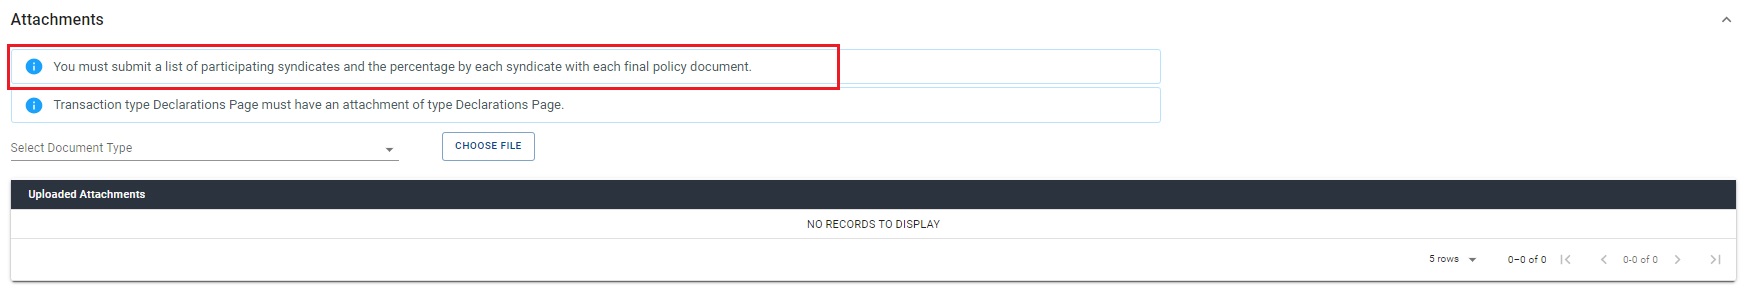 Attachments
You must submit a list of participating syndicates and the percentage by each syndicate with each final policy document.
Transaction type Declarations Page must have an attachment of type Declarations Page.
Select Document Type
CHOOSE FILE
Uploaded Attachments
NO RECORDS TO DISPLAY
5 rows 0–0 of 0 0-0 of 0